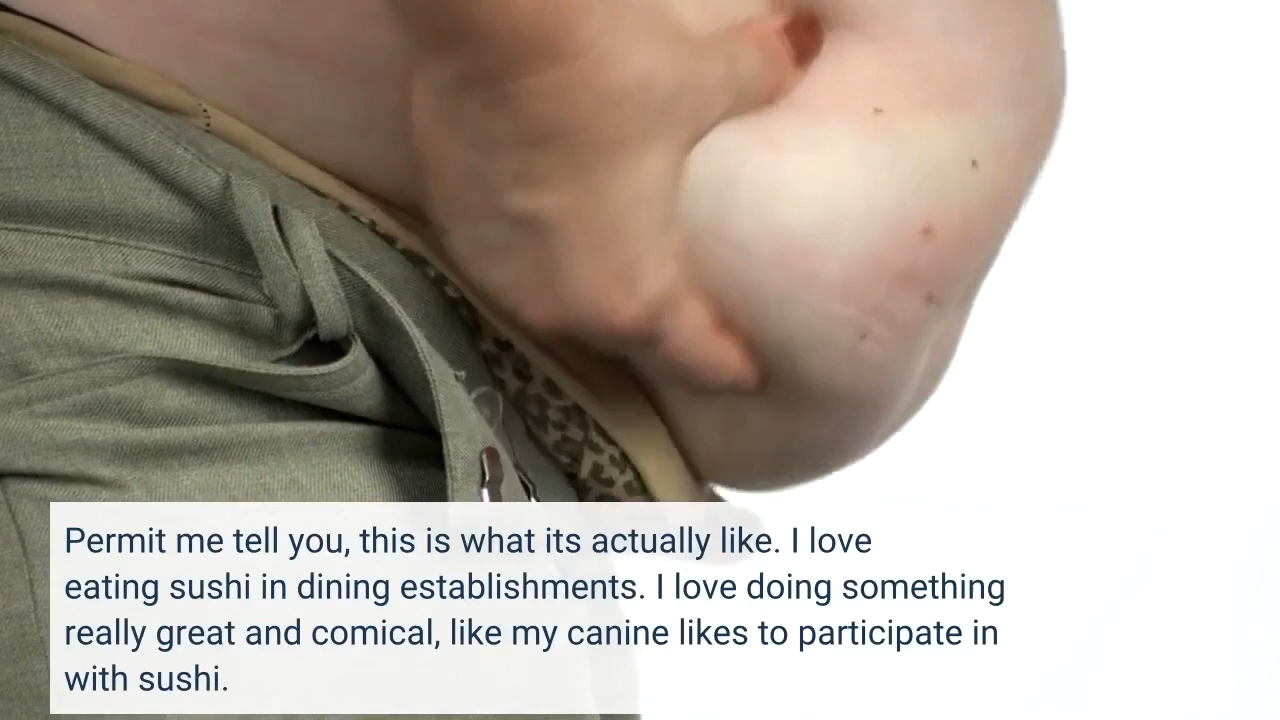 Permit me tell you, this is what its actually like. I love
eating sushi in dining establishments. I love doing something
really great and comical, like my canine likes to participate in
with sushi.